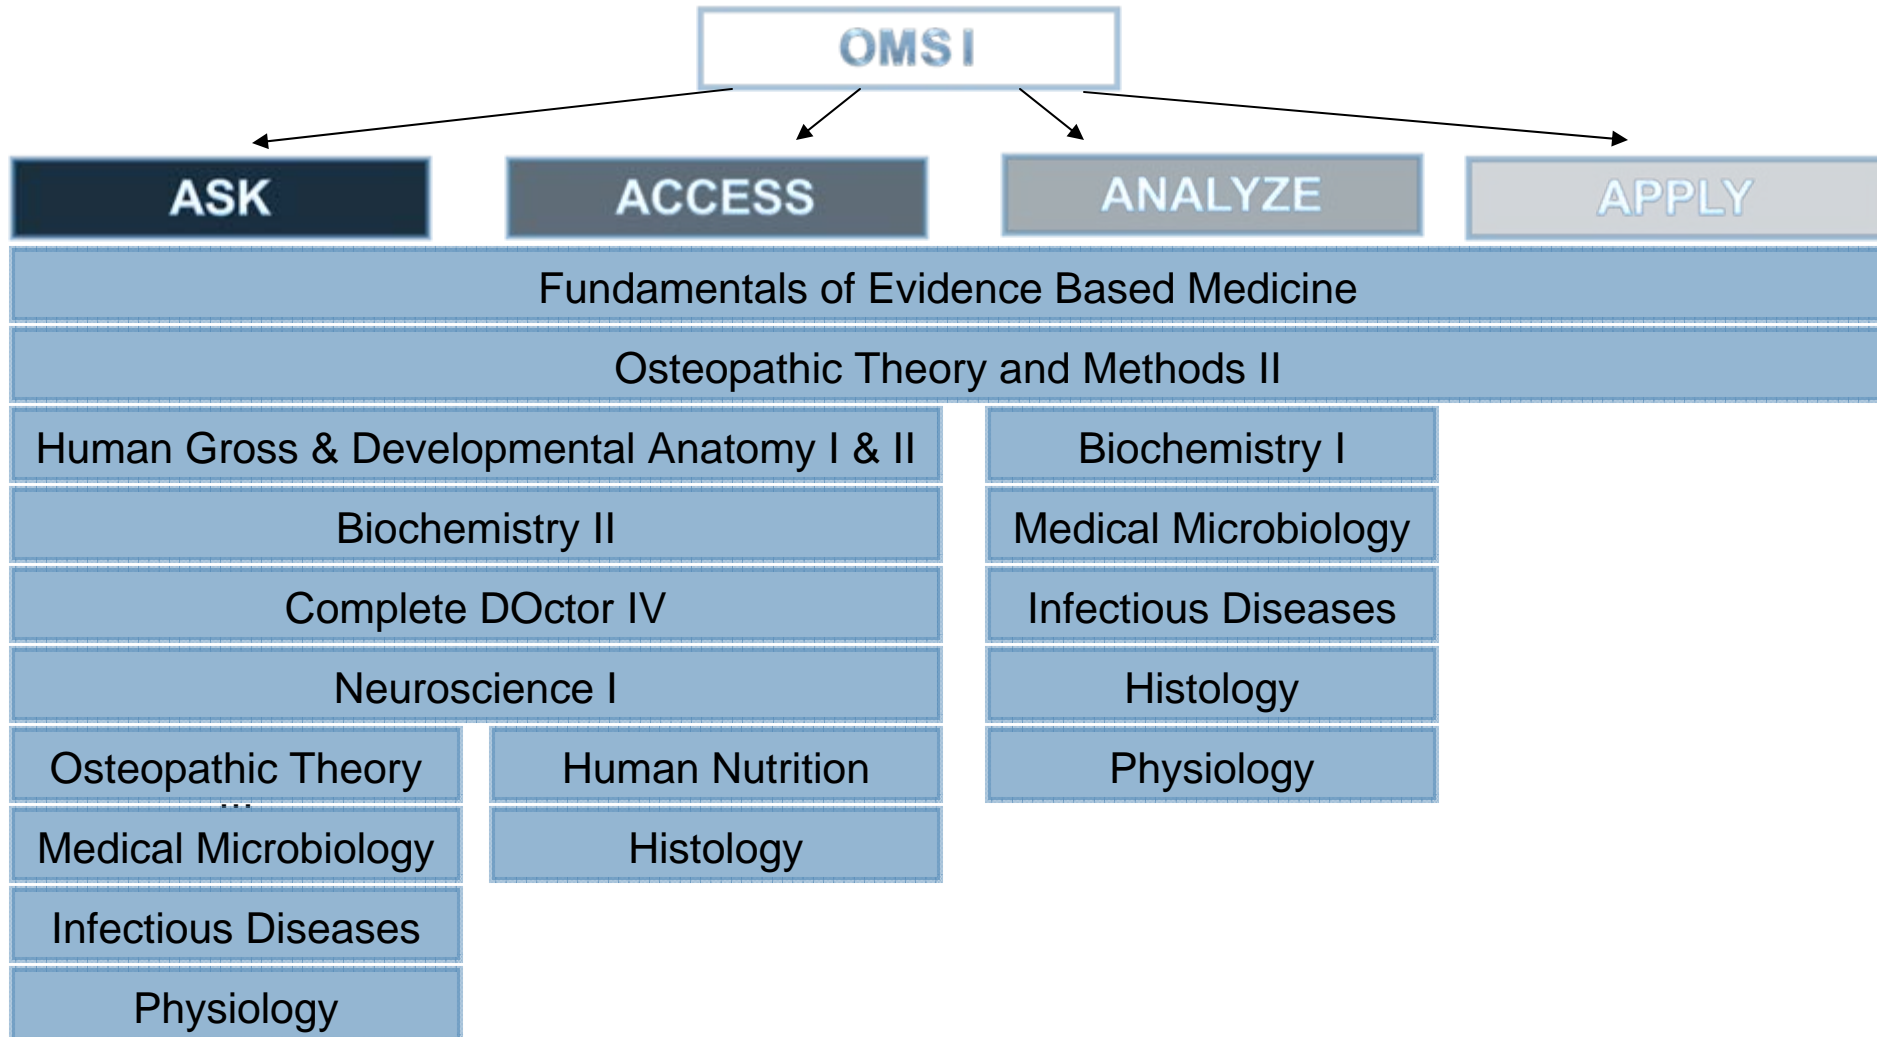 OMS I
ASK
ACCESS
ANALYZE
APPLY
Fundamentals of Evidence Based Medicine
Osteopathic Theory and Methods II
Human Gross & Developmental Anatomy I & II
Biochemistry I
Biochemistry II
Medical Microbiology
Complete DOctor IV
Infectious Diseases
Neuroscience I
Histology
Osteopathic Theory
...
Human Nutrition
Physiology
Medical Microbiology
Histology
Infectious Diseases
Physiology